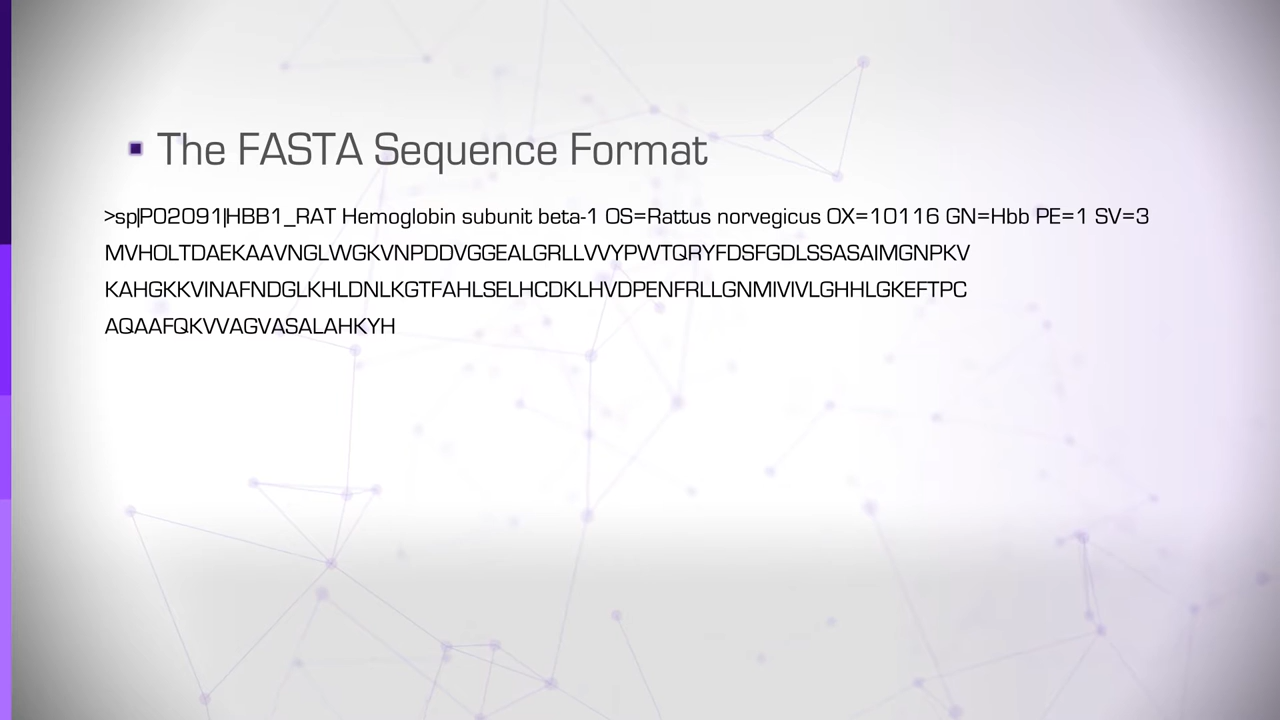 The FASTA Sequence Format
>sp|P02091|HBB1_RAT Hemoglobin subunit beta-1 OS=Rattus norvegicus OX=10116 GN=Hbb PE=1 SV=3
MVHOLTDAEKAAVNGLWGKVNPDDVGGEALGRLLVVYPWTQRYFDSFGDLSSASAIMGNPKV
KAHGKKVINAFNDGLKHLDNLKGTFAHLSELHCDKLHVDPENFRLLGNMIVIVLGHHLGKEFTPC
AQAAFQKVVAGVASALAHKYH